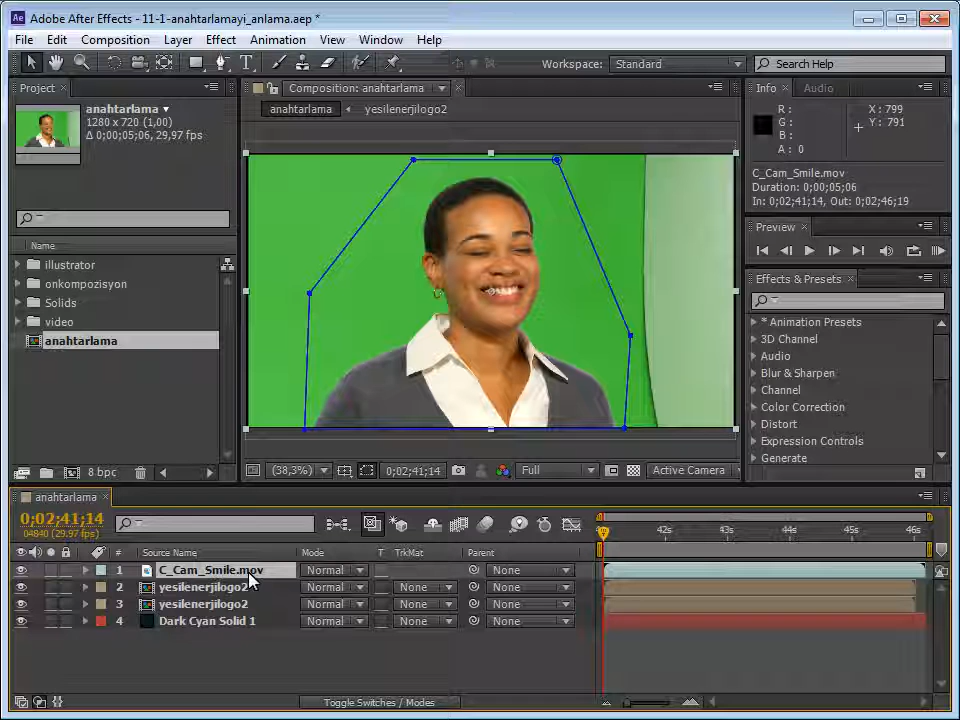 Adobe After Effects - 11-1-anahtarlamayi_anlama.aep *
File Edit Composition Layer Effect Animation View Window Help
Workspace: Standard Search Help
Project
anahtarlama
1280 x 720 (1,00)
Δ 0;00;05;06, 29,97 fps
Name
illustrator
onkompozisyon
Solids
video
anahtarlama
8 bpc
Composition: anahtarlama
anahtarlama yesilenerjilogo2
(38,3%) 0;02;41;14 Full Active Camera
Info Audio
R : X : 799
G : Y : 791
B :
A : 0
C_Cam_Smile.mov
Duration: 0;00;05;06
In: 0;02;41;14, Out: 0;02;46;19
Preview
Effects & Presets
* Animation Presets
3D Channel
Audio
Blur & Sharpen
Channel
Color Correction
Distort
Expression Controls
Generate
anahtarlama
0;02;41;14
04840 (29.97 fps)
42s 43s 44s 45s 46s
# Source Name Mode T TrkMat Parent
1 C_Cam_Smile.mov Normal None
2 yesilenerjilogo2 Normal None None
3 yesilenerjilogo2 Normal None None
4 Dark Cyan Solid 1 Normal None None
Toggle Switches / Modes